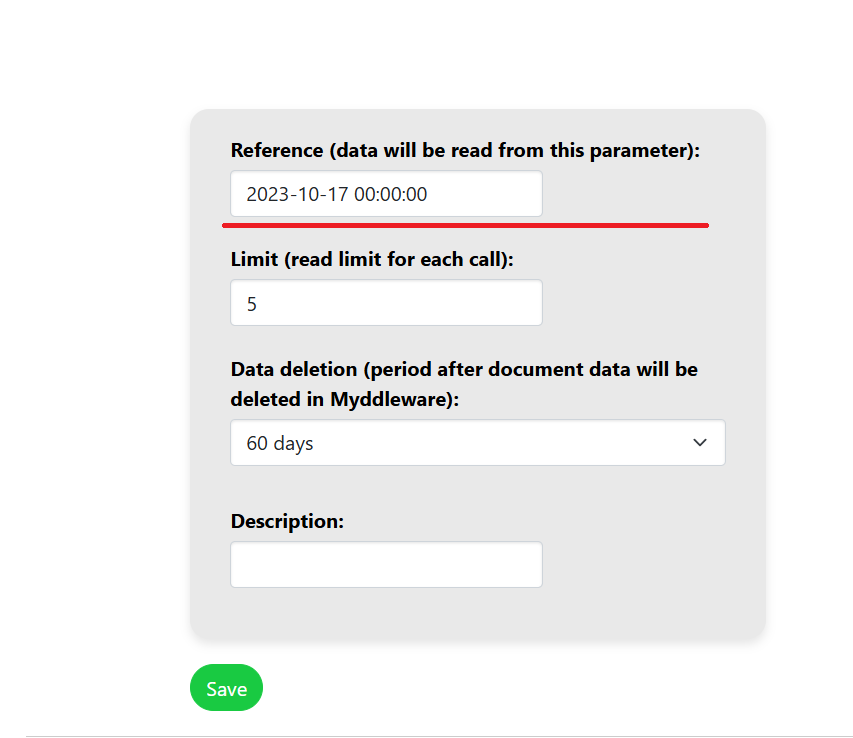 Reference (data will be read from this parameter):
2023-10-17 00:00:00
Limit (read limit for each call):
5
Data deletion (period after document data will be
deleted in Myddleware):
60 days
Description:
Save